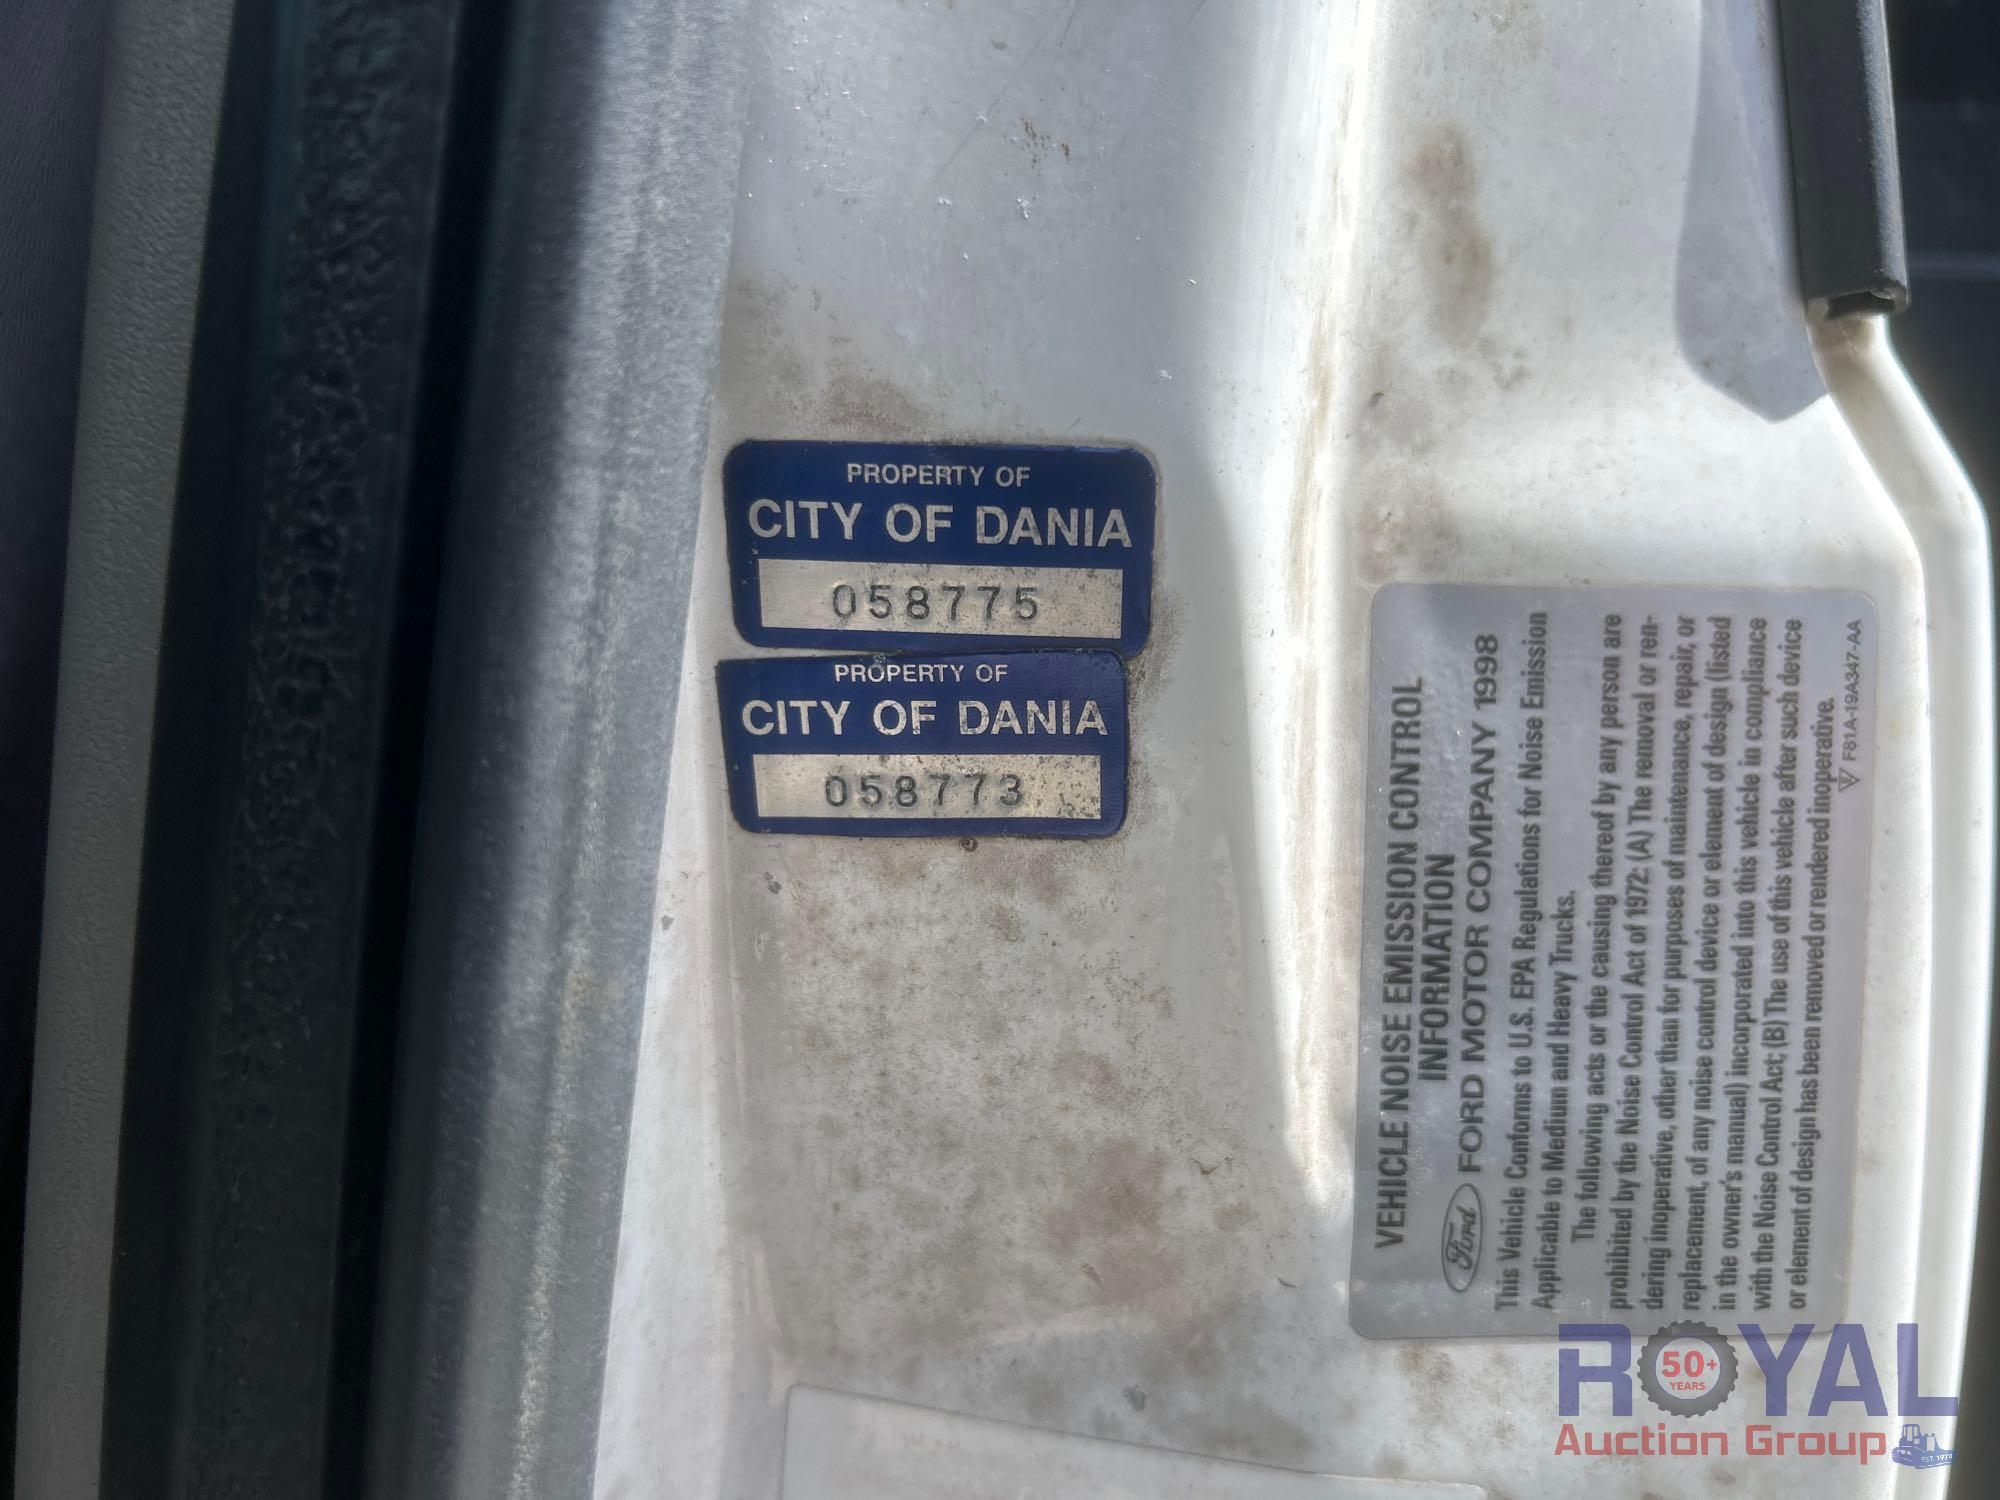 PROPERTY OF
CITY OF DANIA
058775
PROPERTY OF
CITY OF DANIA
058773
VEHICLE NOISE EMISSION CONTROL
INFORMATION
Ford FORD MOTOR COMPANY 1998
This Vehicle Conforms to U.S. EPA Regulations for Noise Emission
Applicable to Medium and Heavy Trucks.
The following acts or the causing thereof by any person are
prohibited by the Noise Control Act of 1972: (A) The removal or ren-
dering inoperative, other than for purposes of maintenance, repair, or
replacement, of any noise control device or element of design (listed
in the owner's manual) incorporated into this vehicle in compliance
with the Noise Control Act; (B) The use of this vehicle after such device
or element of design has been removed or rendered inoperative.
F81A-19A347-AA
ROYAL
50+
YEARS
Auction Group
EST. 1970